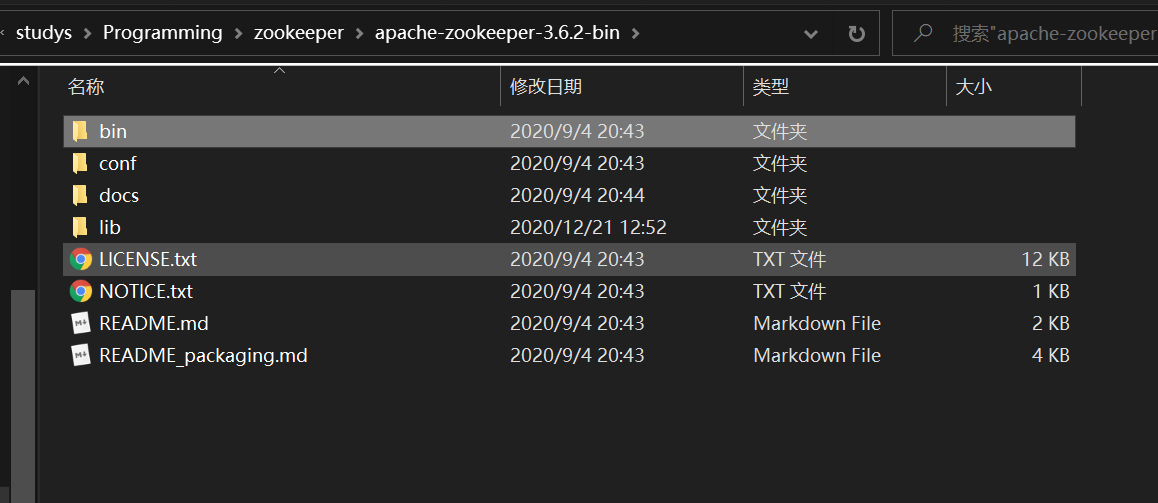 studys Programming zookeeper apache-zookeeper-3.6.2-bin 搜索"apache-zookeeper
名称 修改日期 类型 大小
bin 2020/9/4 20:43 文件夹
conf 2020/9/4 20:43 文件夹
docs 2020/9/4 20:44 文件夹
lib 2020/12/21 12:52 文件夹
LICENSE.txt 2020/9/4 20:43 TXT 文件 12 KB
NOTICE.txt 2020/9/4 20:43 TXT 文件 1 KB
README.md 2020/9/4 20:43 Markdown File 2 KB
README_packaging.md 2020/9/4 20:43 Markdown File 4 KB